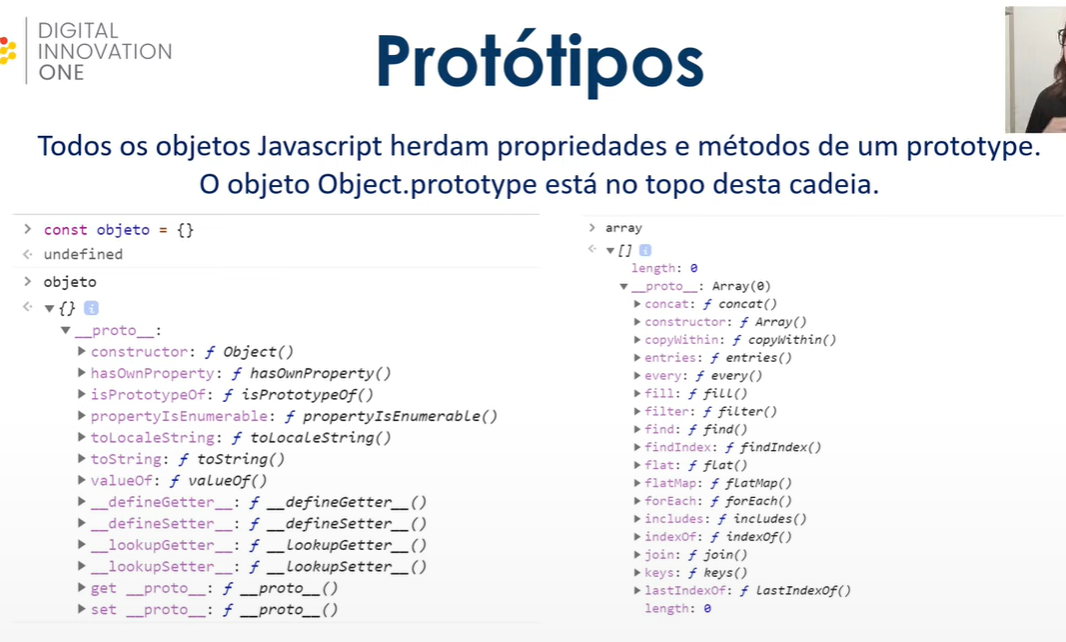 DIGITAL
INNOVATION
ONE
Protótipos
Todos os objetos Javascript herdam propriedades e métodos de um prototype.
O objeto Object.prototype está no topo desta cadeia.
> const objeto = {}
<· undefined
> objeto
<· ▼{} i
▼__proto__:
▶constructor: ƒ Object()
▶hasOwnProperty: ƒ hasOwnProperty()
▶isPrototypeOf: ƒ isPrototypeOf()
▶propertyIsEnumerable: ƒ propertyIsEnumerable()
▶toLocaleString: ƒ toLocaleString()
▶toString: ƒ toString()
▶valueOf: ƒ valueOf()
▶__defineGetter__: ƒ __defineGetter__()
▶__defineSetter__: ƒ __defineSetter__()
▶__lookupGetter__: ƒ __lookupGetter__()
▶__lookupSetter__: ƒ __lookupSetter__()
▶get __proto__: ƒ __proto__()
▶set __proto__: ƒ __proto__()
> array
<· ▼[] i
length: 0
▼__proto__: Array(0)
▶concat: ƒ concat()
▶constructor: ƒ Array()
▶copyWithin: ƒ copyWithin()
▶entries: ƒ entries()
▶every: ƒ every()
▶fill: ƒ fill()
▶filter: ƒ filter()
▶find: ƒ find()
▶findIndex: ƒ findIndex()
▶flat: ƒ flat()
▶flatMap: ƒ flatMap()
▶forEach: ƒ forEach()
▶includes: ƒ includes()
▶indexOf: ƒ indexOf()
▶join: ƒ join()
▶keys: ƒ keys()
▶lastIndexOf: ƒ lastIndexOf()
length: 0